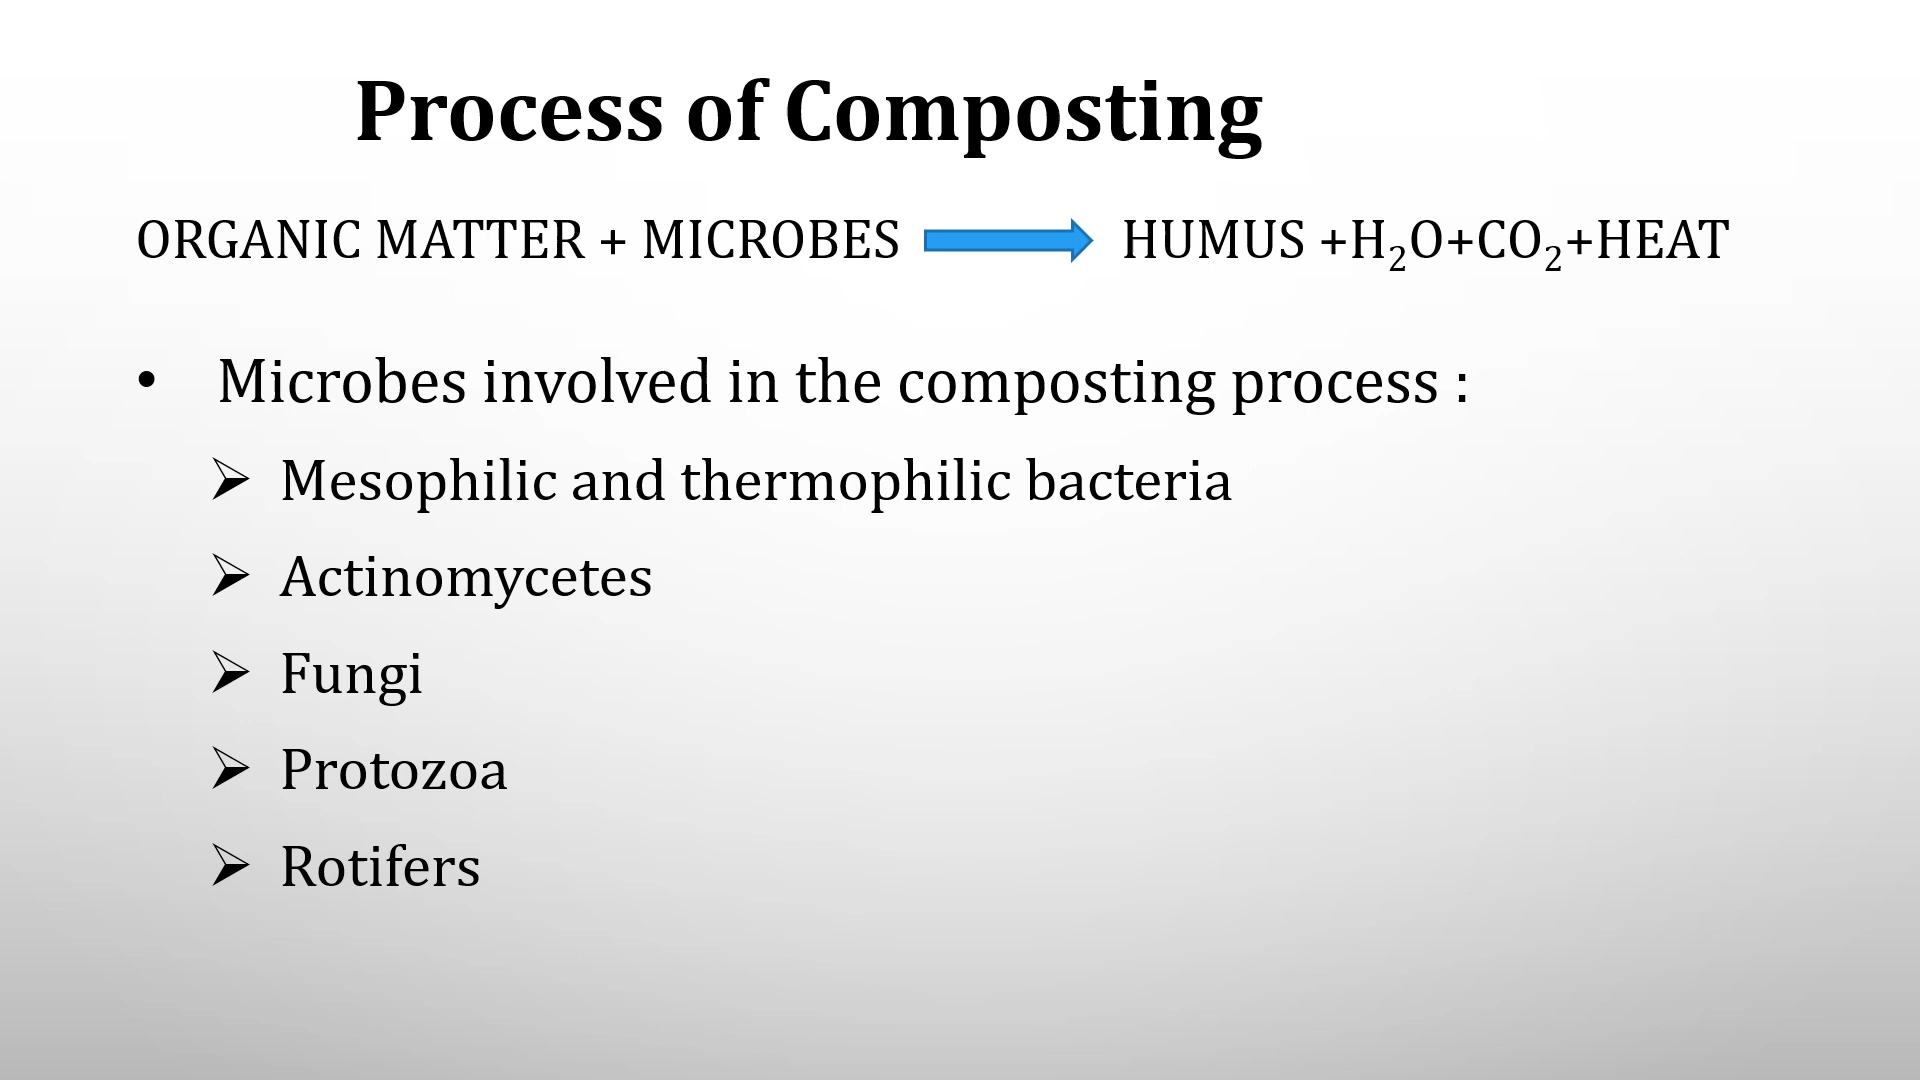 Process of Composting
ORGANIC MATTER + MICROBES HUMUS +H₂O+CO₂+HEAT
• Microbes involved in the composting process :
➢ Mesophilic and thermophilic bacteria
➢ Actinomycetes
➢ Fungi
➢ Protozoa
➢ Rotifers